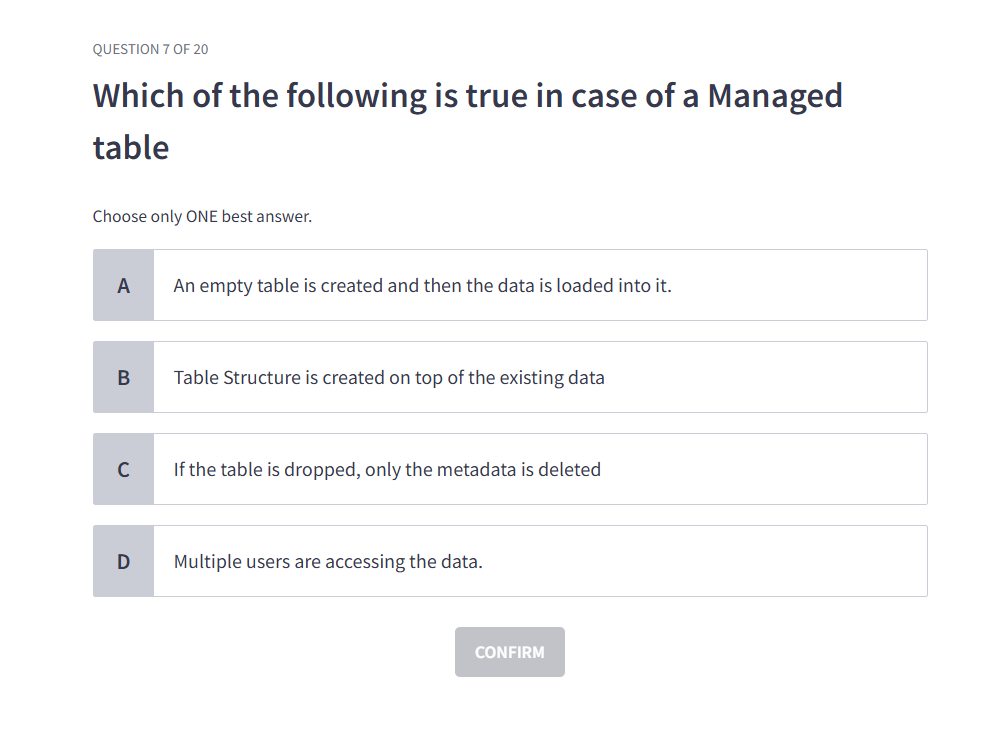 QUESTION 7 OF 20
Which of the following is true in case of a Managed
table
Choose only ONE best answer.
A An empty table is created and then the data is loaded into it.
B Table Structure is created on top of the existing data
C If the table is dropped, only the metadata is deleted
D Multiple users are accessing the data.
CONFIRM